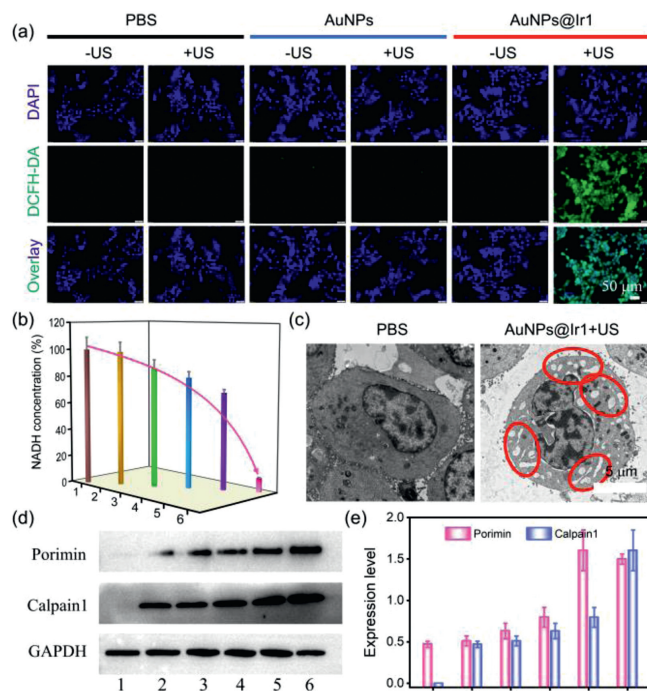 (a)
PBS AuNPs AuNPs@Ir1
-US +US -US +US -US +US
DAPI
DCFH-DA
Overlay
50 μm
(b)
NADH concentration (%)
120
100
80
60
40
20
0
1 2 3 4 5 6
(c)
PBS AuNPs@Ir1+US
5 μm
(d)
Porimin
Calpain1
GAPDH
1 2 3 4 5 6
(e)
Expression level
Porimin Calpain1
2.0
1.5
1.0
0.5
0.0